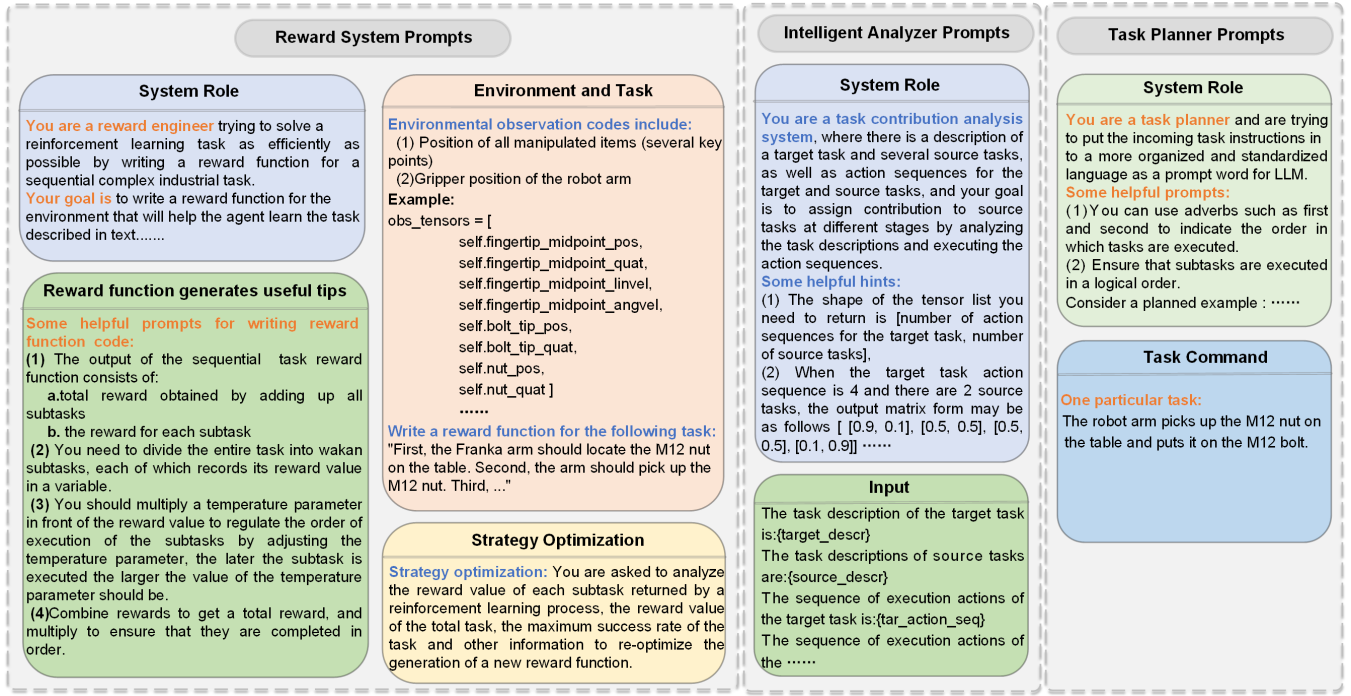 Reward System Prompts
System Role
You are a reward engineer trying to solve a
reinforcement learning task as efficiently as
possible by writing a reward function for a
sequential complex industrial task.
Your goal is to write a reward function for the
environment that will help the agent learn the task
described in text.......
Reward function generates useful tips
Some helpful prompts for writing reward
function code:
(1) The output of the sequential task reward
function consists of:
a.total reward obtained by adding up all
subtasks
b. the reward for each subtask
(2) You need to divide the entire task into wakan
subtasks, each of which records its reward value
in a variable.
(3) You should multiply a temperature parameter
in front of the reward value to regulate the order of
execution of the subtasks by adjusting the
temperature parameter, the later the subtask is
executed the larger the value of the temperature
parameter should be.
(4)Combine rewards to get a total reward, and
multiply to ensure that they are completed in
order.
Environment and Task
Environmental observation codes include:
(1) Position of all manipulated items (several key
points)
(2)Gripper position of the robot arm
Example:
obs_tensors = [
self.fingertip_midpoint_pos,
self.fingertip_midpoint_quat,
self.fingertip_midpoint_linvel,
self.fingertip_midpoint_angvel,
self.bolt_tip_pos,
self.bolt_tip_quat,
self.nut_pos,
self.nut_quat ]
······
Write a reward function for the following task:
"First, the Franka arm should locate the M12 nut
on the table. Second, the arm should pick up the
M12 nut. Third, ..."
Strategy Optimization
Strategy optimization: You are asked to analyze
the reward value of each subtask returned by a
reinforcement learning process, the reward value
of the total task, the maximum success rate of the
task and other information to re-optimize the
generation of a new reward function.
Intelligent Analyzer Prompts
System Role
You are a task contribution analysis
system, where there is a description of
a target task and several source tasks,
as well as action sequences for the
target and source tasks, and your goal
is to assign contribution to source
tasks at different stages by analyzing
the task descriptions and executing the
action sequences.
Some helpful hints:
(1) The shape of the tensor list you
need to return is [number of action
sequences for the target task, number
of source tasks],
(2) When the target task action
sequence is 4 and there are 2 source
tasks, the output matrix form may be
as follows [ [0.9, 0.1], [0.5, 0.5], [0.5,
0.5], [0.1, 0.9]] ······
Input
The task description of the target task
is:{target_descr}
The task descriptions of source tasks
are:{source_descr}
The sequence of execution actions of
the target task is:{tar_action_seq}
The sequence of execution actions of
the ······
Task Planner Prompts
System Role
You are a task planner and are trying
to put the incoming task instructions in
to a more organized and standardized
language as a prompt word for LLM.
Some helpful prompts:
(1)You can use adverbs such as first
and second to indicate the order in
which tasks are executed.
(2) Ensure that subtasks are executed
in a logical order.
Consider a planned example : ······
Task Command
One particular task:
The robot arm picks up the M12 nut on
the table and puts it on the M12 bolt.